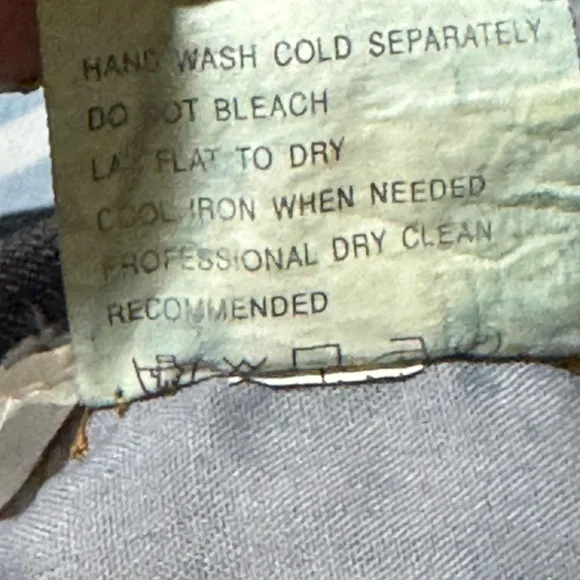 HAND WASH COLD SEPARATELY
DO NOT BLEACH
LAY FLAT TO DRY
COOL IRON WHEN NEEDED
PROFESSIONAL DRY CLEAN
RECOMMENDED